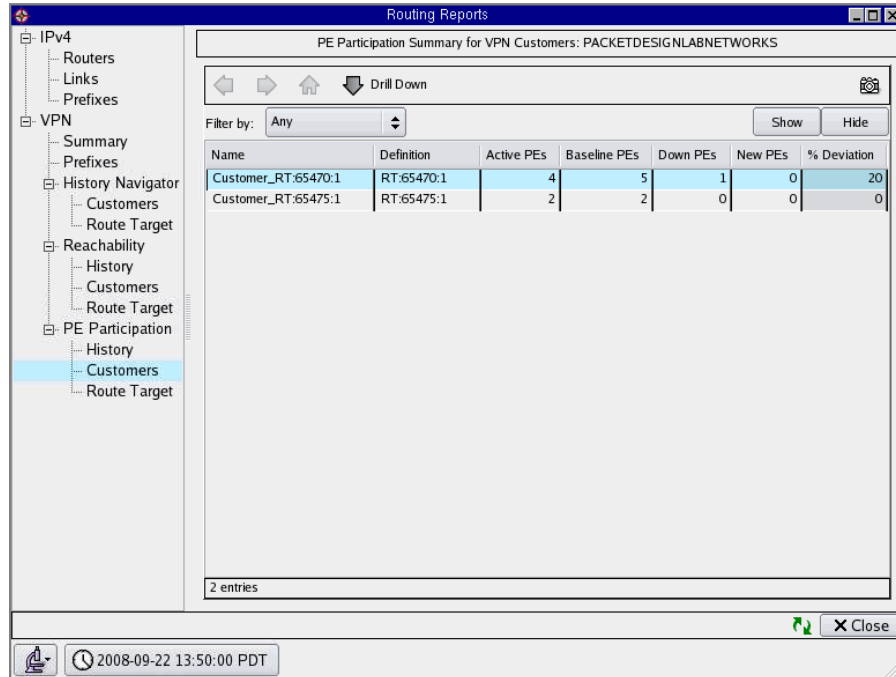 Routing Reports
IPv4
Routers
Links
Prefixes
VPN
Summary
Prefixes
History Navigator
Customers
Route Target
Reachability
History
Customers
Route Target
PE Participation
History
Customers
Route Target
PE Participation Summary for VPN Customers: PACKETDESIGNLABNETWORKS
Drill Down
Filter by: Any Show Hide
Name Definition Active PEs Baseline PEs Down PEs New PEs % Deviation
Customer_RT:65470:1 RT:65470:1 4 5 1 0 20
Customer_RT:65475:1 RT:65475:1 2 2 0 0 0
2 entries
Close
2008-09-22 13:50:00 PDT